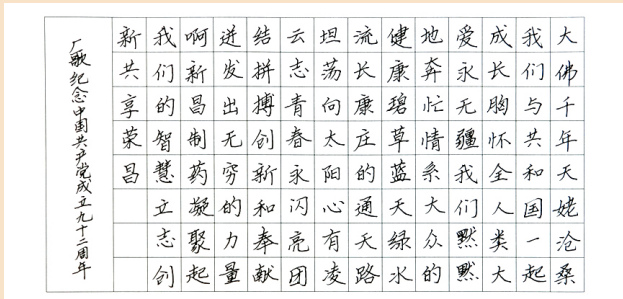 大佛千年天姥沧桑
我们与共和国一起
成长胸怀全人类大
爱永无疆我们默默
地奔忙情系大众的
健康碧草蓝天绿水
流长康庄的通天路
坦荡向太阳心有凌
云志青春永闪亮团
结拼搏创新和奉献
迸发出无穷的力量
啊新昌制药凝聚起
我们的智慧立志创
新共享荣昌
厂歌纪念中国共产党成立九十二周年